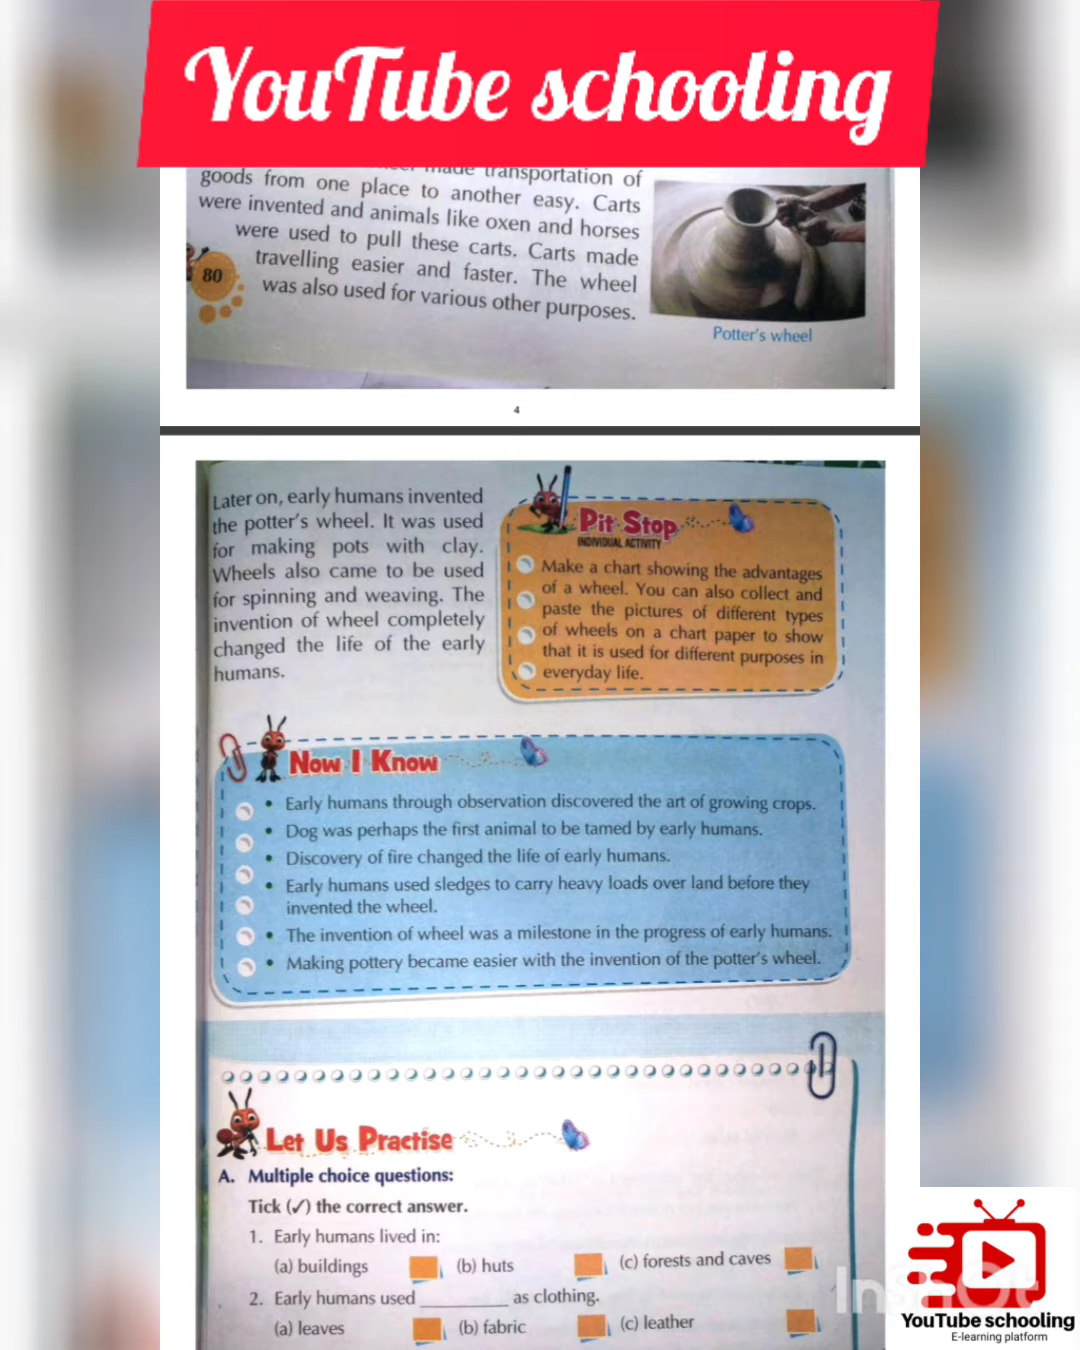 YouTube schooling
made transportation of
goods from one place to another easy. Carts
were invented and animals like oxen and horses
were used to pull these carts. Carts made
travelling easier and faster. The wheel
was also used for various other purposes.
80
Potter's wheel
4
Later on, early humans invented
the potter's wheel. It was used
for making pots with clay.
Wheels also came to be used
for spinning and weaving. The
invention of wheel completely
changed the life of the early
humans.
Pit Stop
INDIVIDUAL ACTIVITY
Make a chart showing the advantages
of a wheel. You can also collect and
paste the pictures of different types
of wheels on a chart paper to show
that it is used for different purposes in
everyday life.
Now I Know
• Early humans through observation discovered the art of growing crops.
• Dog was perhaps the first animal to be tamed by early humans.
• Discovery of fire changed the life of early humans.
• Early humans used sledges to carry heavy loads over land before they
invented the wheel.
• The invention of wheel was a milestone in the progress of early humans.
• Making pottery became easier with the invention of the potter's wheel.
Let Us Practise
A. Multiple choice questions:
Tick (✓) the correct answer.
1. Early humans lived in:
(a) buildings (b) huts (c) forests and caves
2. Early humans used ________ as clothing.
(a) leaves (b) fabric (c) leather
InShOt
YouTube schooling
E-learning platform